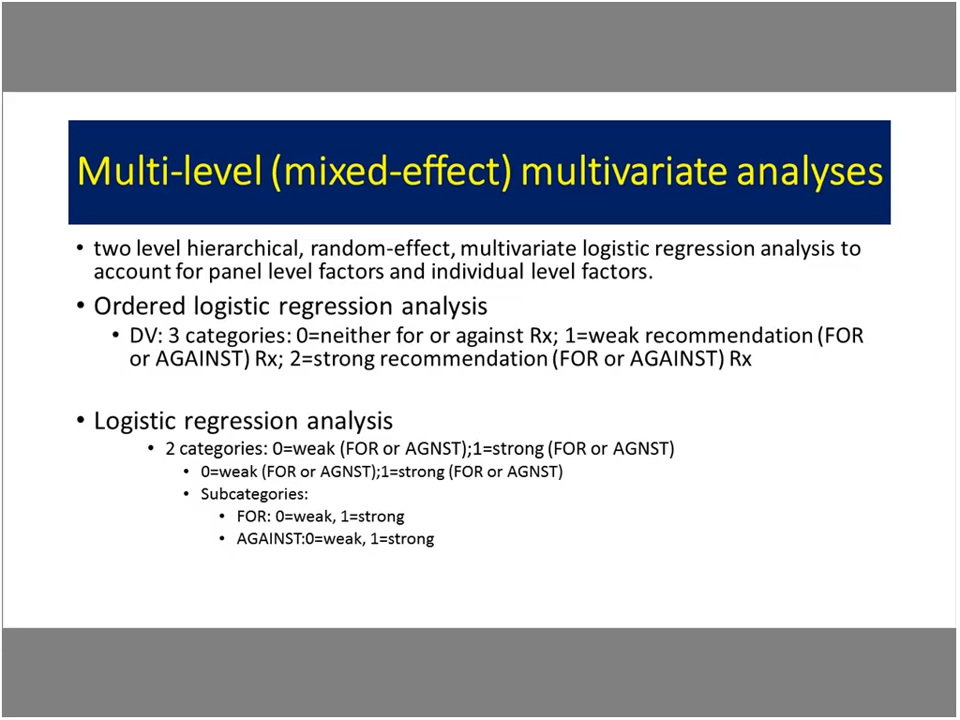 Multi-level (mixed-effect) multivariate analyses
• two level hierarchical, random-effect, multivariate logistic regression analysis to
account for panel level factors and individual level factors.
• Ordered logistic regression analysis
• DV: 3 categories: 0=neither for or against Rx; 1=weak recommendation (FOR
or AGAINST) Rx; 2=strong recommendation (FOR or AGAINST) Rx
• Logistic regression analysis
• 2 categories: 0=weak (FOR or AGNST);1=strong (FOR or AGNST)
• 0=weak (FOR or AGNST);1=strong (FOR or AGNST)
• Subcategories:
• FOR: 0=weak, 1=strong
• AGAINST:0=weak, 1=strong